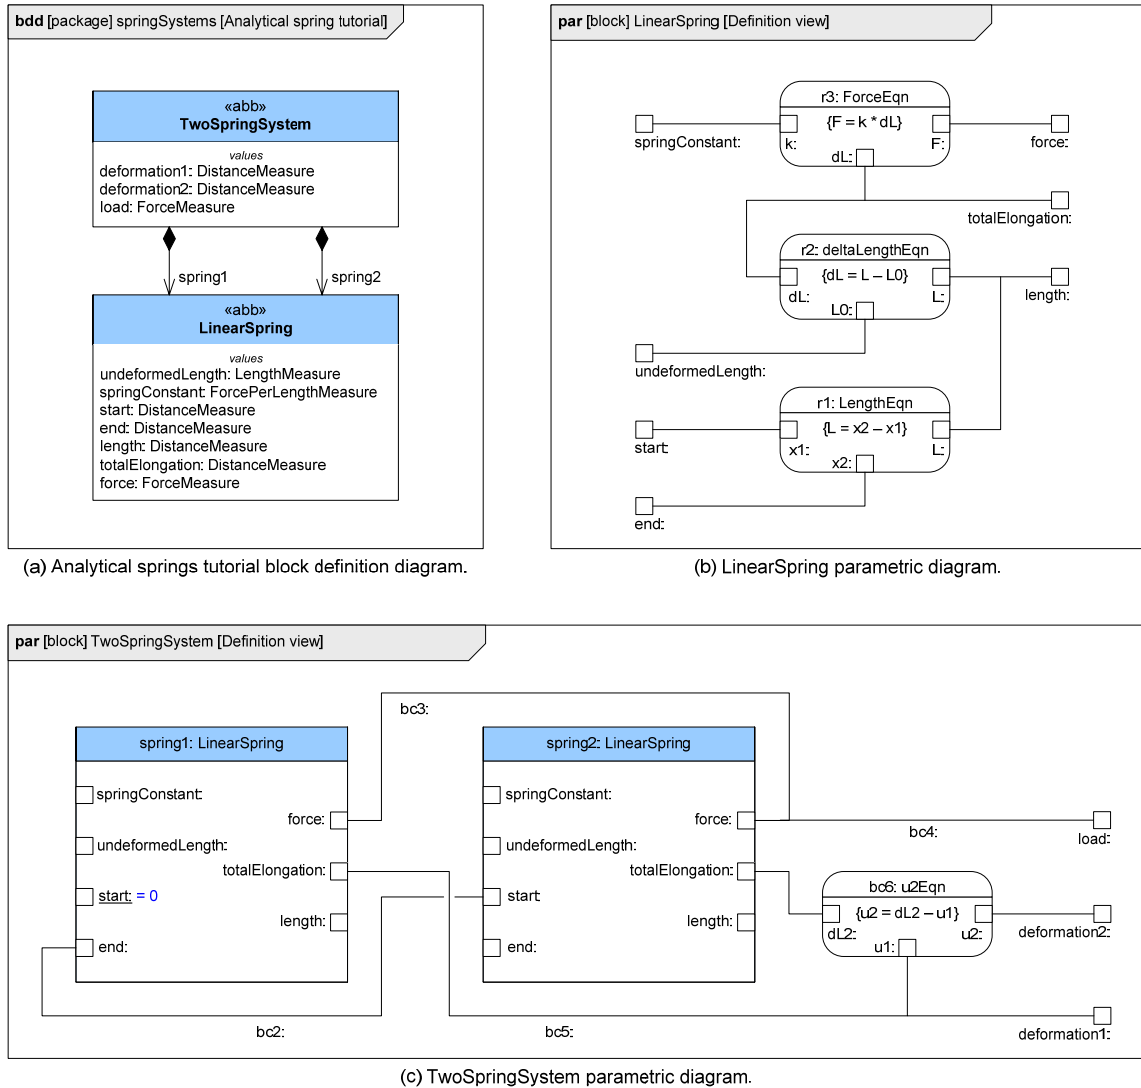 bdd [package] springSystems [Analytical spring tutorial]
«abb»
TwoSpringSystem
values
deformation1: DistanceMeasure
deformation2: DistanceMeasure
load: ForceMeasure
spring1
spring2
«abb»
LinearSpring
values
undeformedLength: LengthMeasure
springConstant: ForcePerLengthMeasure
start: DistanceMeasure
end: DistanceMeasure
length: DistanceMeasure
totalElongation: DistanceMeasure
force: ForceMeasure
(a) Analytical springs tutorial block definition diagram.
par [block] LinearSpring [Definition view]
r3: ForceEqn
{F = k * dL}
springConstant:
k:
F:
force:
dL:
totalElongation:
r2: deltaLengthEqn
{dL = L – L0}
dL:
L:
length:
L0:
undeformedLength:
r1: LengthEqn
{L = x2 – x1}
start:
x1:
L:
x2:
end:
(b) LinearSpring parametric diagram.
par [block] TwoSpringSystem [Definition view]
bc3:
spring1: LinearSpring
springConstant:
force:
undeformedLength:
totalElongation:
start: = 0
length:
end:
bc2:
spring2: LinearSpring
springConstant:
force:
undeformedLength:
totalElongation:
start:
length:
end:
bc5:
bc4:
load:
bc6: u2Eqn
{u2 = dL2 – u1}
dL2:
u2:
u1:
deformation2:
deformation1:
(c) TwoSpringSystem parametric diagram.